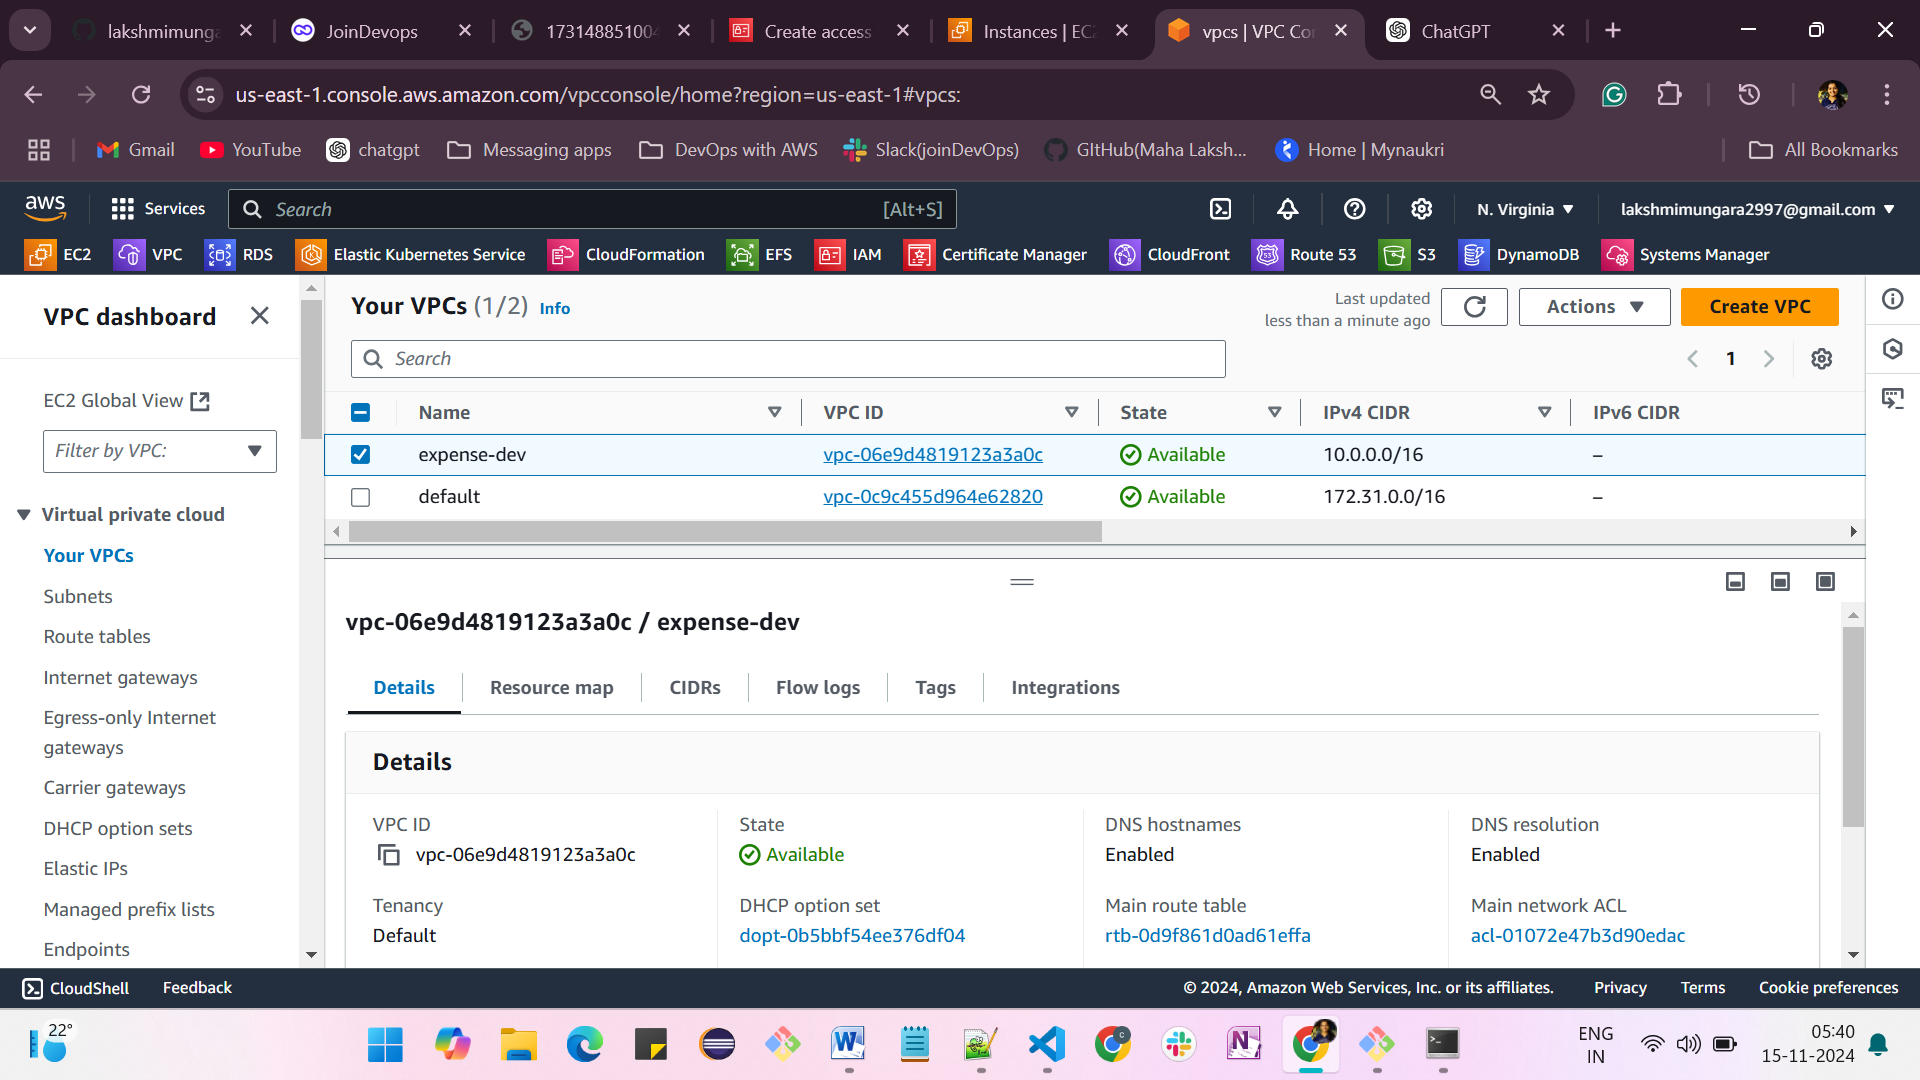 lakshmimunga
JoinDevops
173148851004
Create access
Instances | EC2
vpcs | VPC Co
ChatGPT
us-east-1.console.aws.amazon.com/vpcconsole/home?region=us-east-1#vpcs:
Gmail
YouTube
chatgpt
Messaging apps
DevOps with AWS
Slack(joinDevOps)
GItHub(Maha Laksh...
Home | Mynaukri
All Bookmarks
aws
Services
Search
[Alt+S]
N. Virginia
lakshmimungara2997@gmail.com
EC2
VPC
RDS
Elastic Kubernetes Service
CloudFormation
EFS
IAM
Certificate Manager
CloudFront
Route 53
S3
DynamoDB
Systems Manager
VPC dashboard
EC2 Global View
Filter by VPC:
Virtual private cloud
Your VPCs
Subnets
Route tables
Internet gateways
Egress-only Internet
gateways
Carrier gateways
DHCP option sets
Elastic IPs
Managed prefix lists
Endpoints
Your VPCs (1/2) Info
Last updated
less than a minute ago
Actions
Create VPC
Search
1
Name VPC ID State IPv4 CIDR IPv6 CIDR
expense-dev vpc-06e9d4819123a3a0c Available 10.0.0.0/16 –
default vpc-0c9c455d964e62820 Available 172.31.0.0/16 –
vpc-06e9d4819123a3a0c / expense-dev
Details Resource map CIDRs Flow logs Tags Integrations
Details
VPC ID
vpc-06e9d4819123a3a0c
State
Available
DNS hostnames
Enabled
DNS resolution
Enabled
Tenancy
Default
DHCP option set
dopt-0b5bbf54ee376df04
Main route table
rtb-0d9f861d0ad61effa
Main network ACL
acl-01072e47b3d90edac
CloudShell
Feedback
© 2024, Amazon Web Services, Inc. or its affiliates.
Privacy
Terms
Cookie preferences
22°
ENG
IN
05:40
15-11-2024